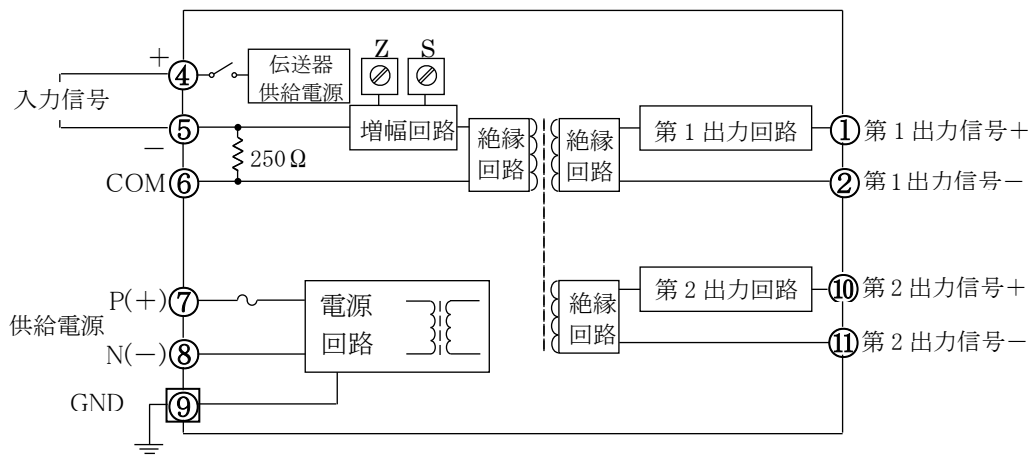 Z S
+ ④ 伝送器
供給電源
入力信号
⑤ 増幅回路
−
250Ω
COM ⑥
絶縁
回路
絶縁
回路
第1出力回路 ① 第1出力信号+
② 第1出力信号−
P(+) ⑦
供給電源
N(−) ⑧
電源
回路
GND ⑨
絶縁
回路
第2出力回路 ⑩ 第2出力信号+
⑪ 第2出力信号−